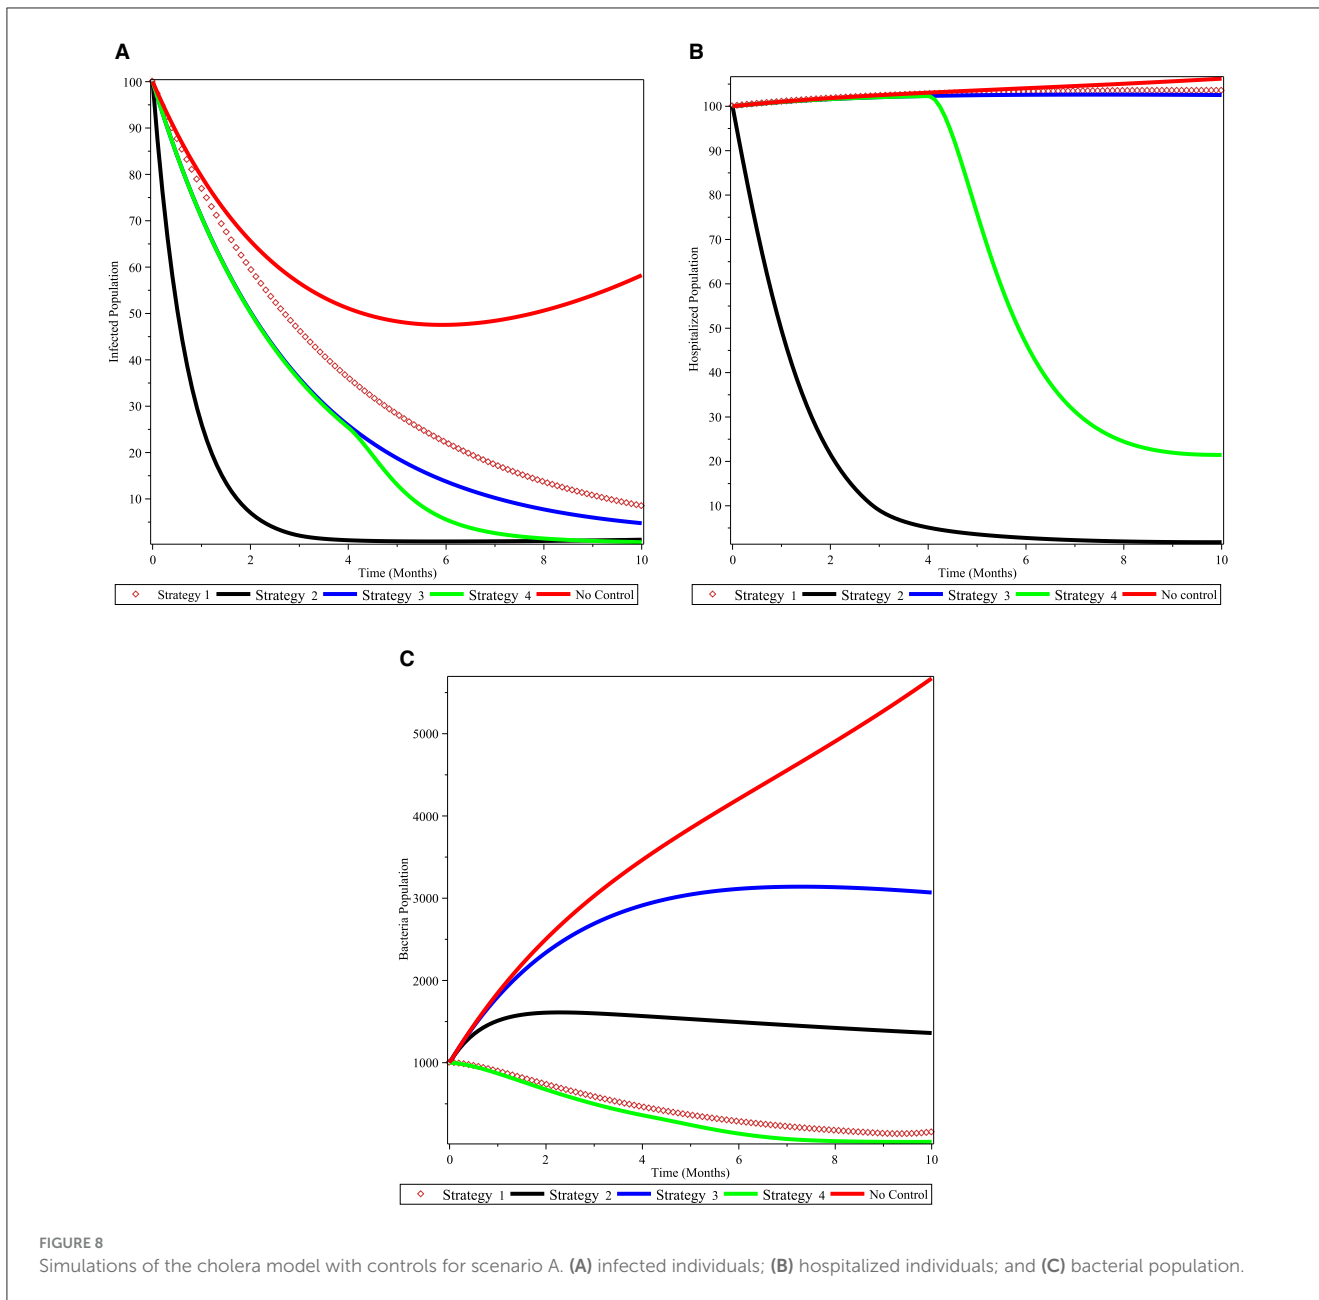 A
Infected Population
100
90
80
70
60
50
40
30
20
10
0 2 4 6 8 10
Time (Months)
Strategy 1 Strategy 2 Strategy 3 Strategy 4 No Control
B
Hospitalized Population
100
90
80
70
60
50
40
30
20
10
0 2 4 6 8 10
Time (Months)
Strategy 1 Strategy 2 Strategy 3 Strategy 4 No control
C
Bacteria Population
5000
4000
3000
2000
1000
0 2 4 6 8 10
Time (Months)
Strategy 1 Strategy 2 Strategy 3 Strategy 4 No Control
FIGURE 8
Simulations of the cholera model with controls for scenario A. (A) infected individuals; (B) hospitalized individuals; and (C) bacterial population.